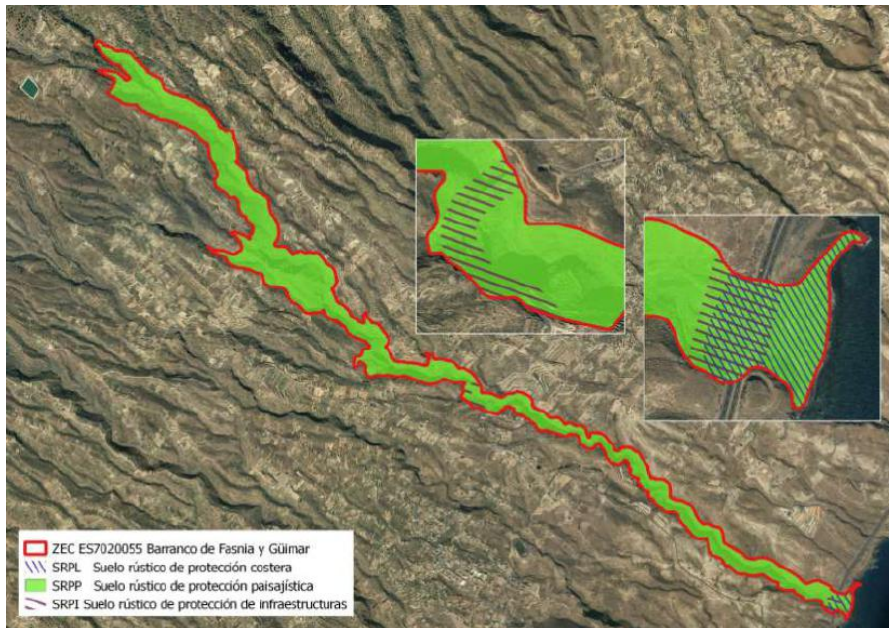 ZEC ES7020055 Barranco de Fasnia y Güímar
SRPL Suelo rústico de protección costera
SRPP Suelo rústico de protección paisajística
SRPI Suelo rústico de protección de infraestructuras